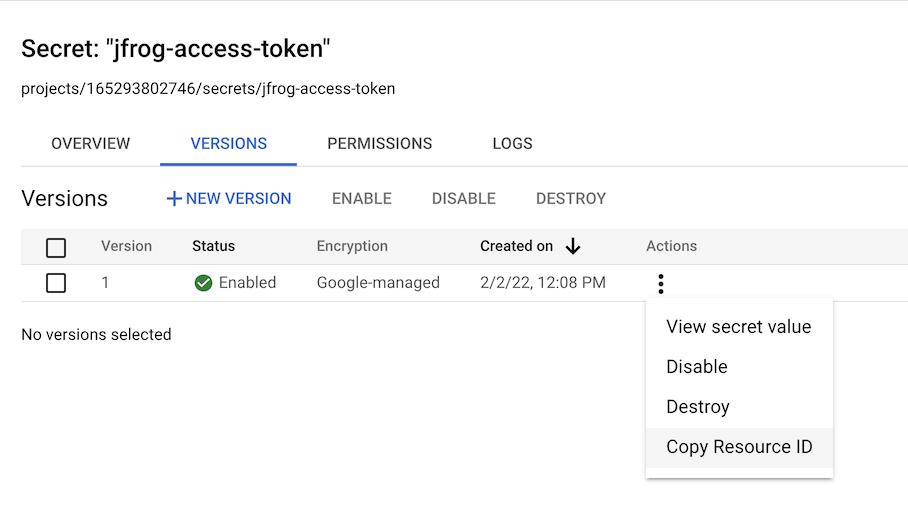 Secret: "jfrog-access-token"
projects/165293802746/secrets/jfrog-access-token
OVERVIEW VERSIONS PERMISSIONS LOGS
Versions + NEW VERSION ENABLE DISABLE DESTROY
Version Status Encryption Created on Actions
1 Enabled Google-managed 2/2/22, 12:08 PM
No versions selected
View secret value
Disable
Destroy
Copy Resource ID